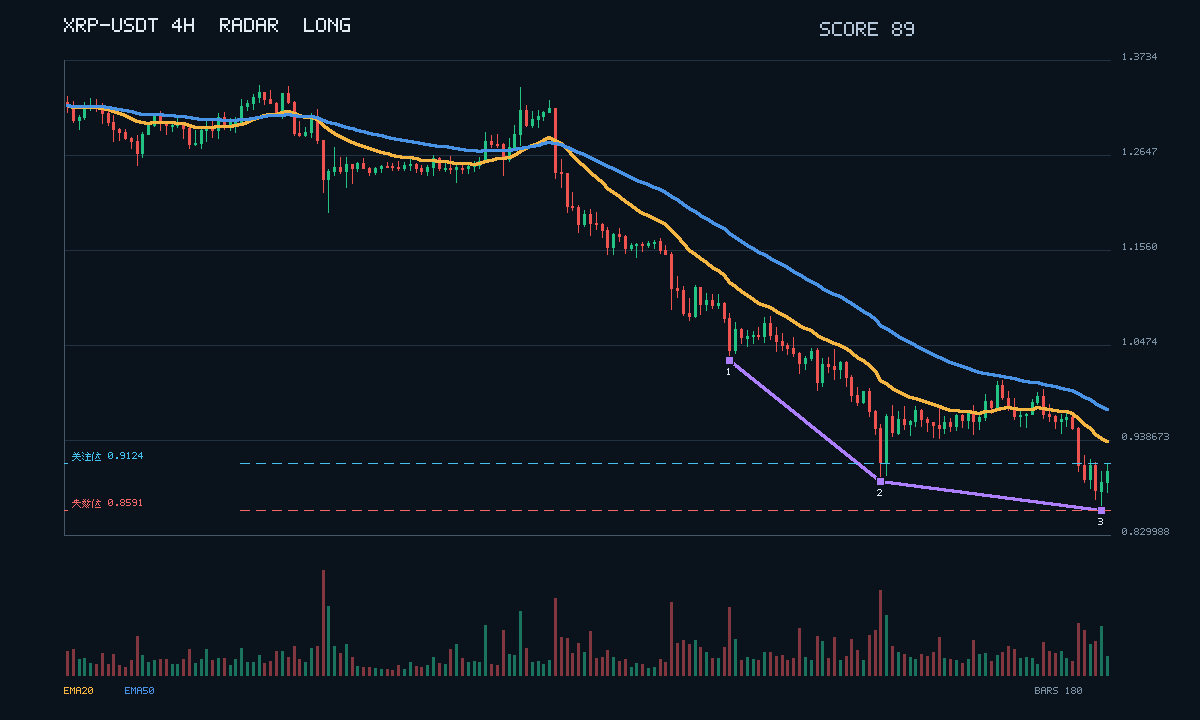 XRP-USDT 4H RADAR LONG
SCORE 89
1.3734
1.2647
1.1560
1.0474
0.938673
0.829988
关注位 0.9124
失效位 0.8591
1
2
3
EMA20 EMA50
BARS 180